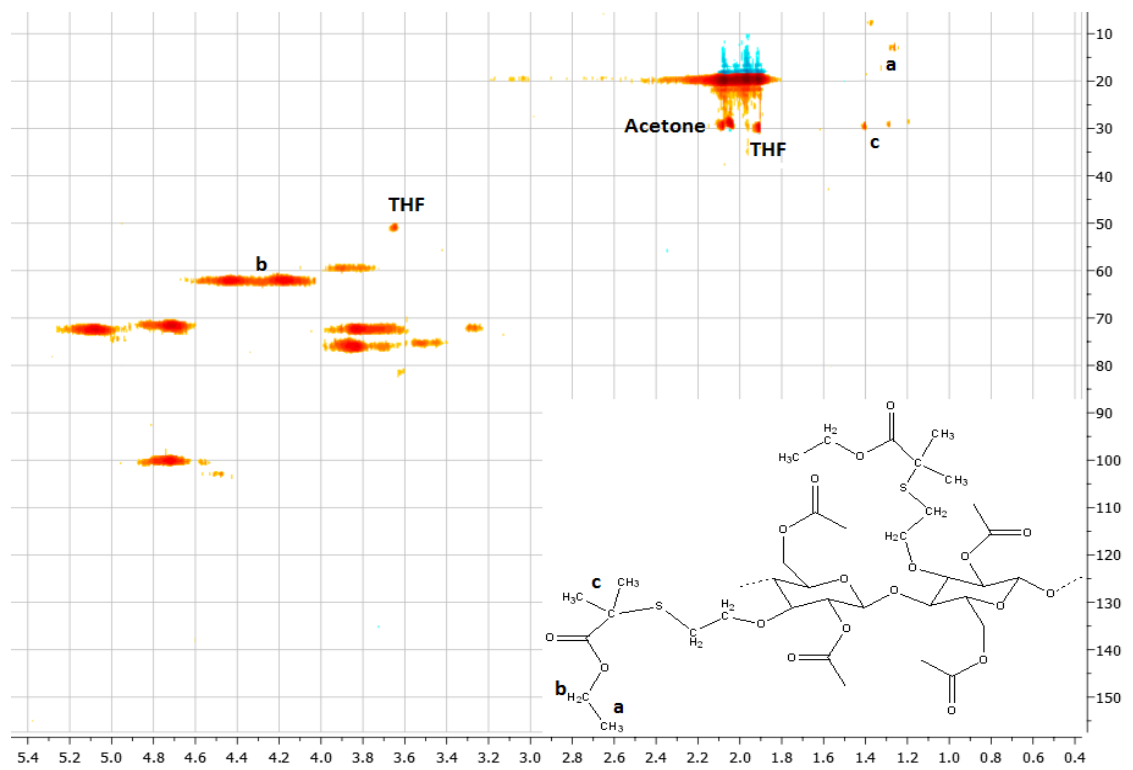 10
a
20
Acetone
30
c
THF
40
THF
50
b
60
70
80
90
100
110
120
130
140
150
O
H₂
C
CH₃
H₃C
O
C
CH₃
O
S
CH₂
O
H₂C
O
O
c
CH₃
O
O
H₃C
C
S
H₂
C
O
O
O
O
C
H₂
O
O
O
O
O
O
b
H₂C
a
CH₃
O
5.4 5.2 5.0 4.8 4.6 4.4 4.2 4.0 3.8 3.6 3.4 3.2 3.0 2.8 2.6 2.4 2.2 2.0 1.8 1.6 1.4 1.2 1.0 0.8 0.6 0.4